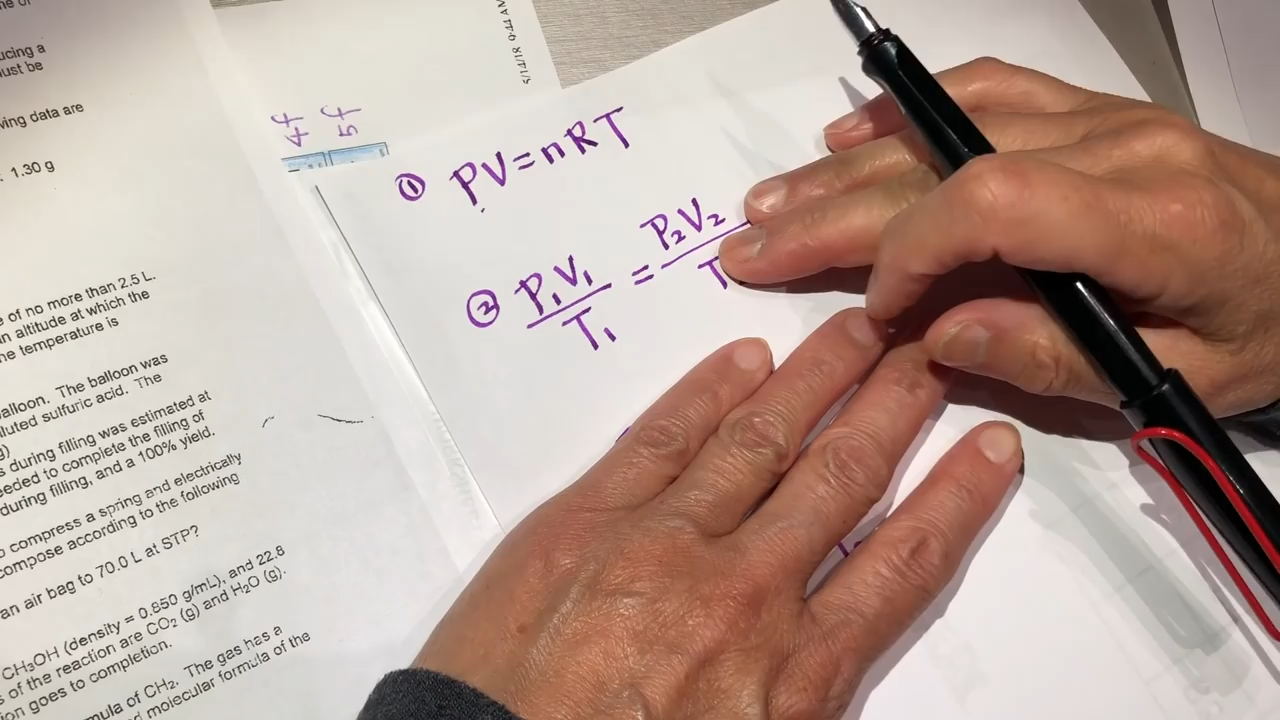 ucing a
ust be
ving data are
: 1.30 g
e of no more than 2.5 L.
an altitude at which the
he temperature is
alloon. The balloon was
iluted sulfuric acid. The
s during filling was estimated at
g)
eeded to complete the filling of
during filling, and a 100% yield.
o compress a spring and electrically
compose according to the following
an air bag to 70.0 L at STP?
CH₃OH (density = 0.850 g/mL), and 22.8
s of the reaction are CO₂ (g) and H₂O (g).
ion goes to completion.
mula of CH₂. The gas has a
d molecular formula of the
4f
5f
① PV=nRT
② P₁V₁/T₁ = P₂V₂/T